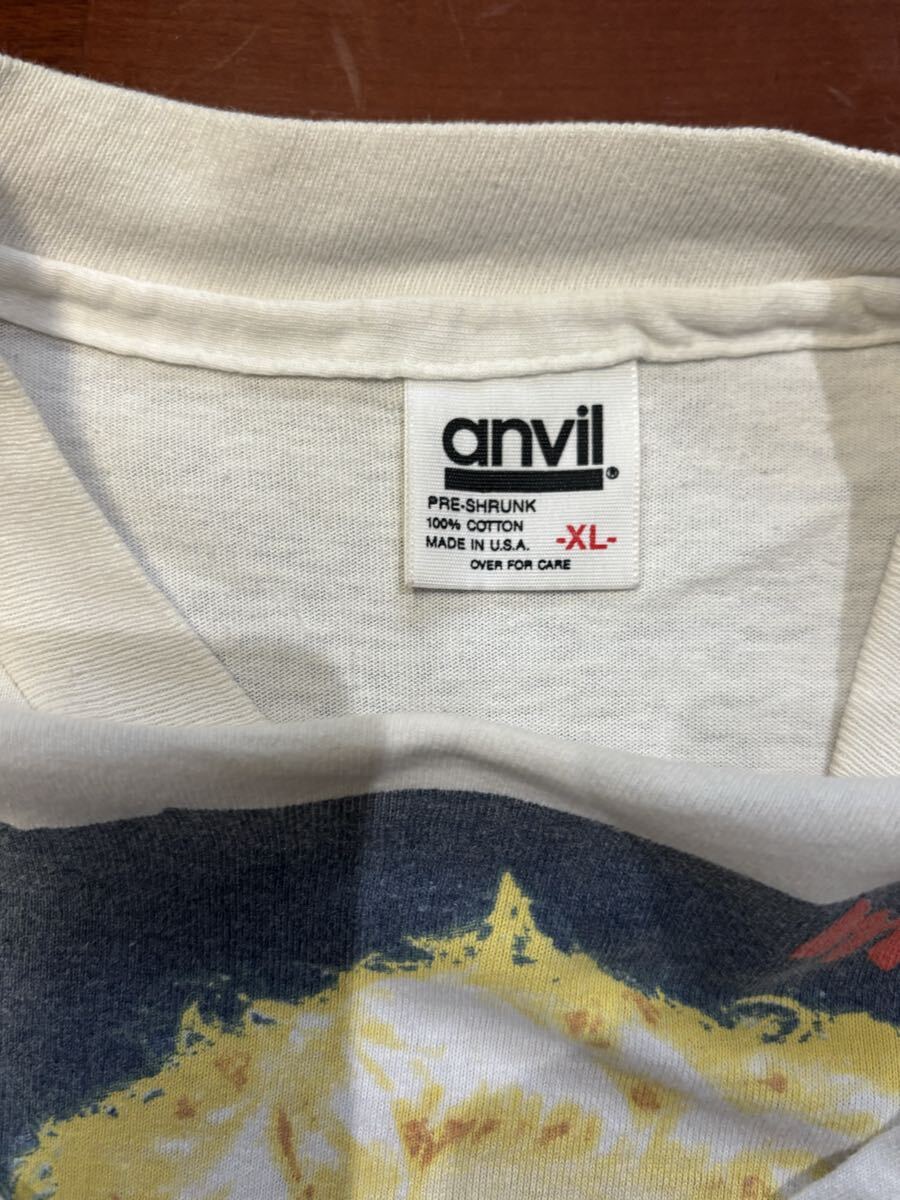 anvil®
PRE-SHRUNK
100% COTTON
MADE IN U.S.A. -XL-
OVER FOR CARE